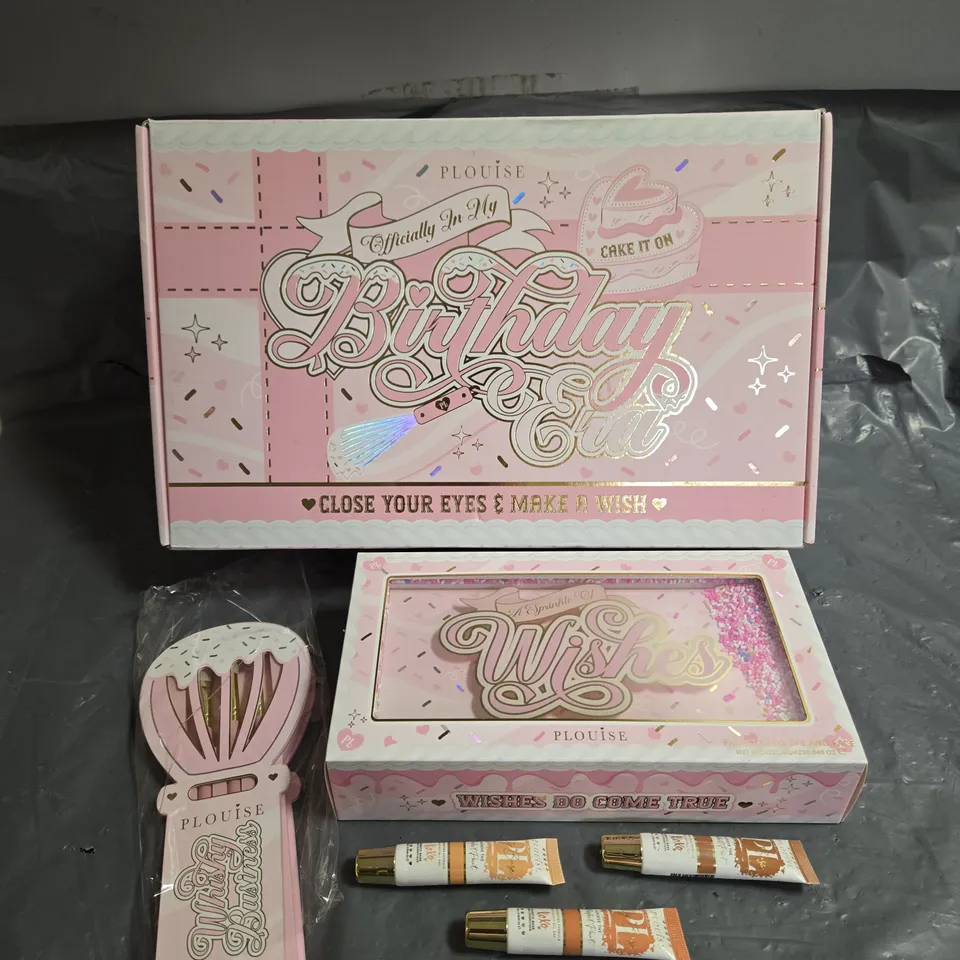 PLOUISE
Officially In My
CAKE IT ON
Birthday
Era
PL
CLOSE YOUR EYES & MAKE A WISH
A Sprinkle Of
Wishes
PLOUISE
WISHES DO COME TRUE
PLOUISE
Whisky
Business
PL
PL
PL